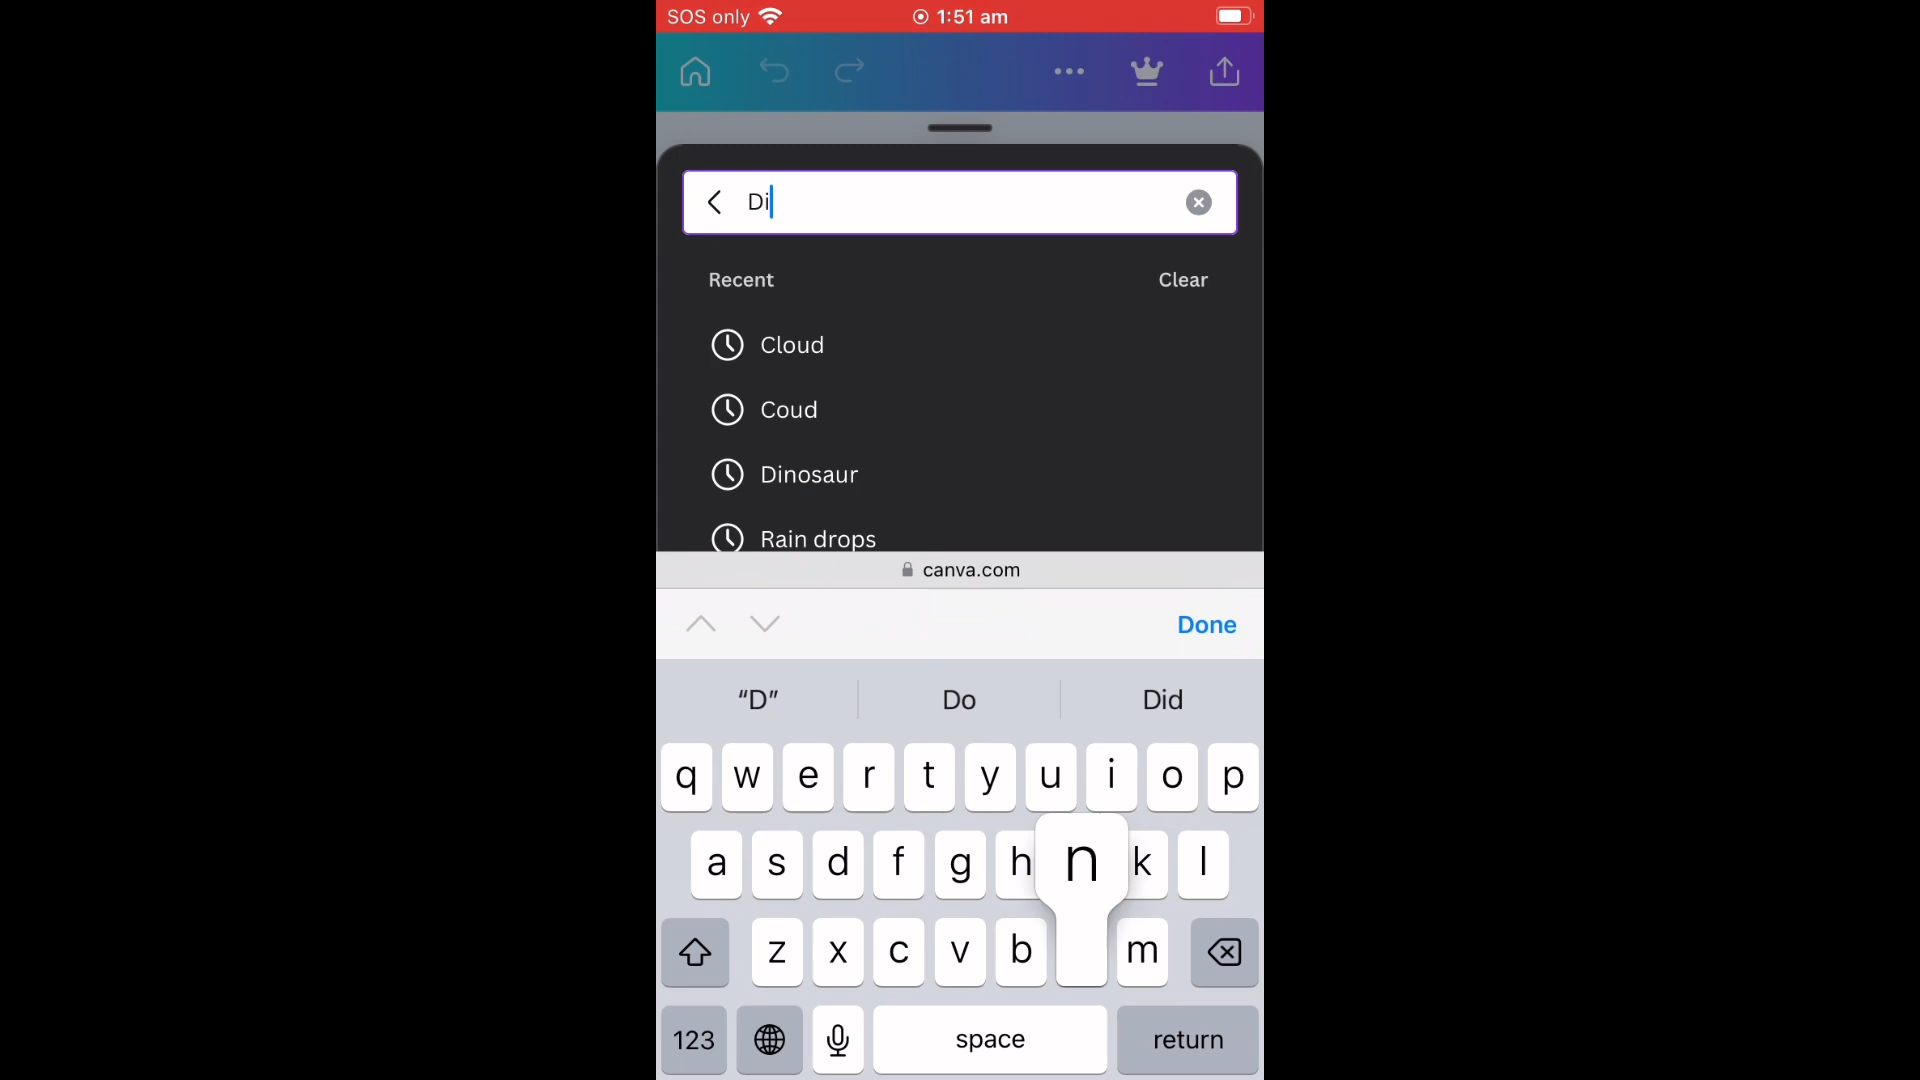 SOS only 1:51 am
Di
Recent Clear
Cloud
Coud
Dinosaur
Rain drops
canva.com
Done
“D” Do Did
q w e r t y u i o p
a s d f g h n k l
z x c v b m
123 space return